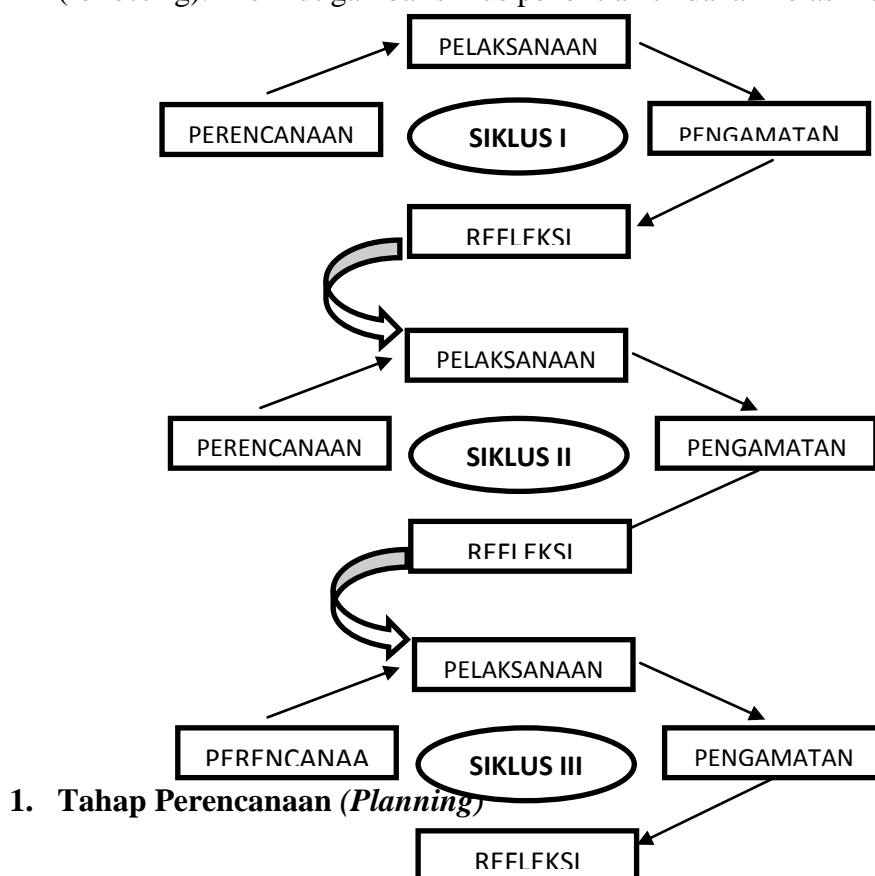 PELAKSANAAN
PERENCANAAN
SIKLUS I
PENGAMATAN
REFLEKSI
PELAKSANAAN
PERENCANAAN
SIKLUS II
PENGAMATAN
REFLEKSI
PELAKSANAAN
PERENCANAA
SIKLUS III
PENGAMATAN
1. Tahap Perencanaan (Planning)
REFLEKSI